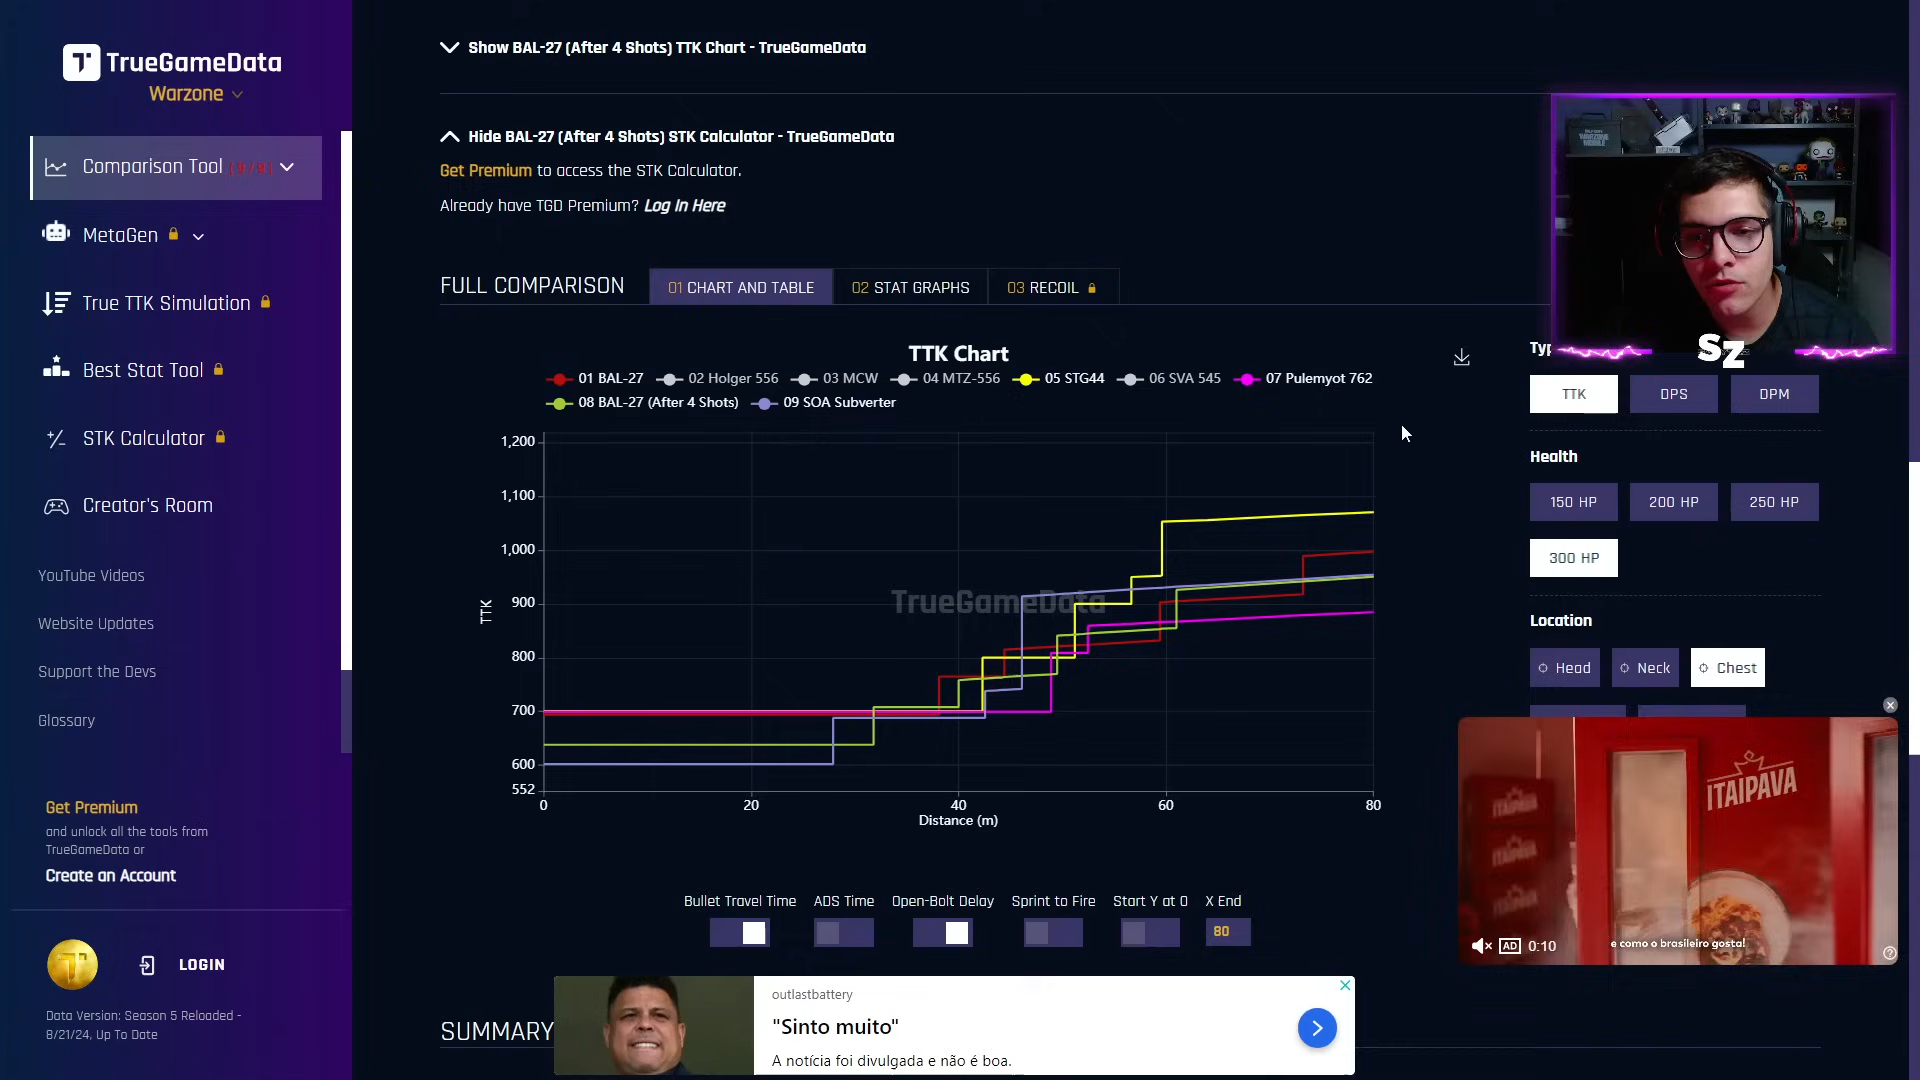 TrueGameData
Warzone
Comparison Tool (9/9)
MetaGen
True TTK Simulation
Best Stat Tool
STK Calculator
Creator's Room
YouTube Videos
Website Updates
Support the Devs
Glossary
Get Premium
and unlock all the tools from
TrueGameData or
Create an Account
LOGIN
Data Version: Season 5 Reloaded -
8/21/24, Up To Date
Show BAL-27 (After 4 Shots) TTK Chart - TrueGameData
Hide BAL-27 (After 4 Shots) STK Calculator - TrueGameData
Get Premium to access the STK Calculator.
Already have TGD Premium? Log In Here
FULL COMPARISON
01 CHART AND TABLE
02 STAT GRAPHS
03 RECOIL
TTK Chart
01 BAL-27 02 Holger 556 03 MCW 04 MTZ-556 05 STG44 06 SVA 545 07 Pulemyot 762
08 BAL-27 (After 4 Shots) 09 SOA Subverter
1,200
1,100
1,000
900
800
700
600
552
TTK
TrueGameData
0 20 40 60 80
Distance (m)
Bullet Travel Time ADS Time Open-Bolt Delay Sprint to Fire Start Y at 0 X End
80
SUMMARY
WARZONE
MOBILE
Sz
Typ
TTK DPS DPM
Health
150 HP 200 HP 250 HP
300 HP
Location
Head Neck Chest
ITAIPAVA
ITAIPAVA
ITAIPAVA
ITAIPAVA
e como o brasileiro gosta!
AD 0:10
outlastbattery
"Sinto muito"
A notícia foi divulgada e não é boa.